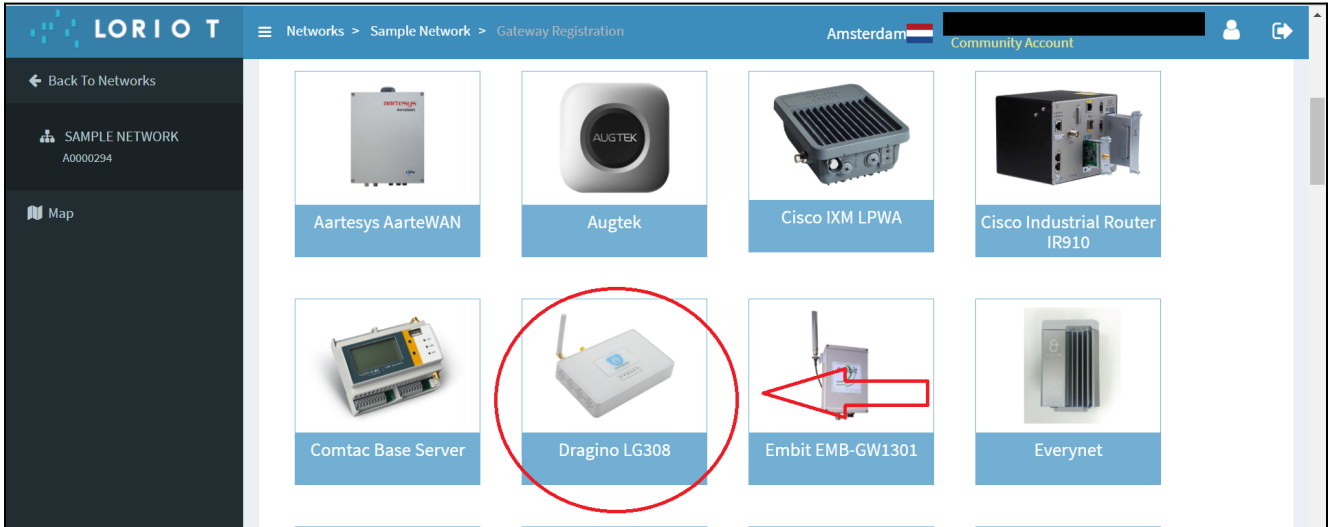 LORIOT
Networks > Sample Network > Gateway Registration
Amsterdam
Community Account
Back To Networks
SAMPLE NETWORK
A0000294
Map
aartesys
AUGTEK
Aartesys AarteWAN
Augtek
Cisco IXM LPWA
Cisco Industrial Router
IR910
Comtac Base Server
Dragino LG308
Embit EMB-GW1301
Everynet